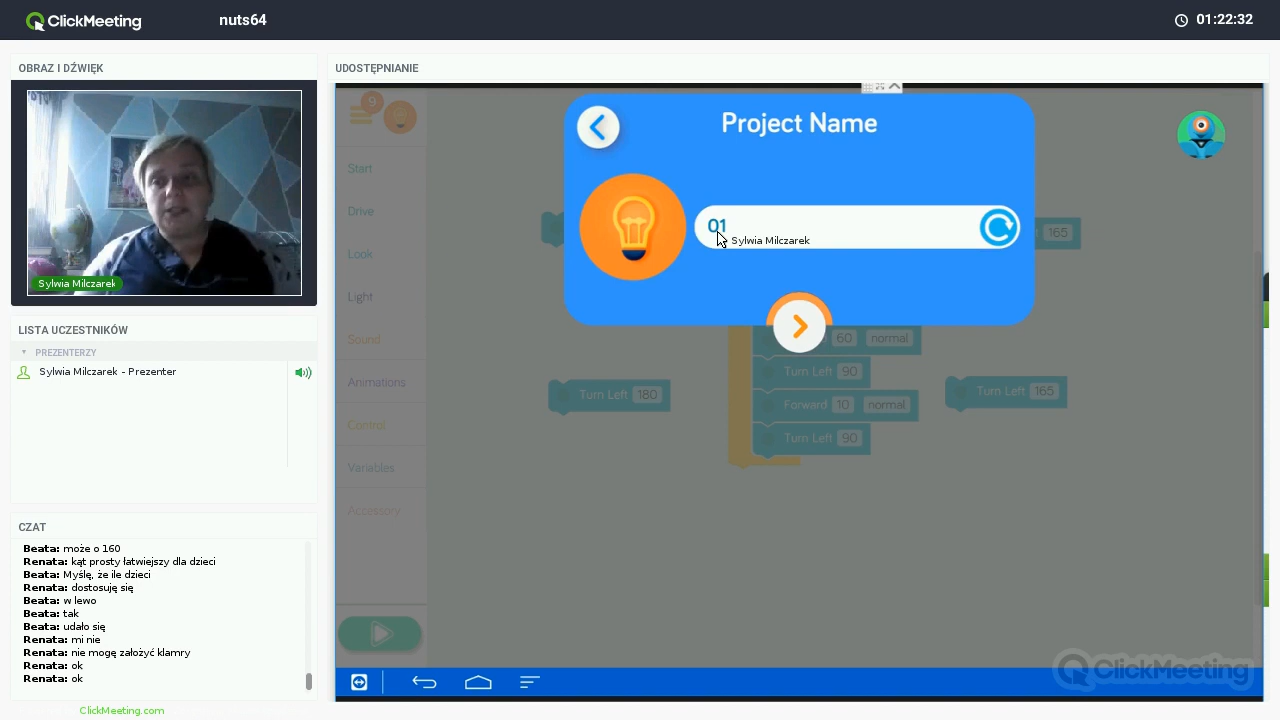 ClickMeeting
nuts64
01:22:32
OBRAZ I DŹWIĘK
UDOSTĘPNIANIE
Sylwia Milczarek
LISTA UCZESTNIKÓW
PREZENTERZY
Sylwia Milczarek - Prezenter
CZAT
Beata: może o 160
Renata: kąt prosty łatwiejszy dla dzieci
Beata: Myślę, że ile dzieci
Renata: dostosuję się
Beata: w lewo
Beata: tak
Beata: udało się
Renata: mi nie
Renata: nie mogę założyć klamry
Renata: ok
Renata: ok
ClickMeeting.com
9
Start
Drive
Look
Light
Sound
Animations
Control
Variables
Accessory
Project Name
01
Sylwia Milczarek
165
60 normal
Turn Left 90
Forward 10 normal
Turn Left 90
Turn Left 180
Turn Left 165
ClickMeeting